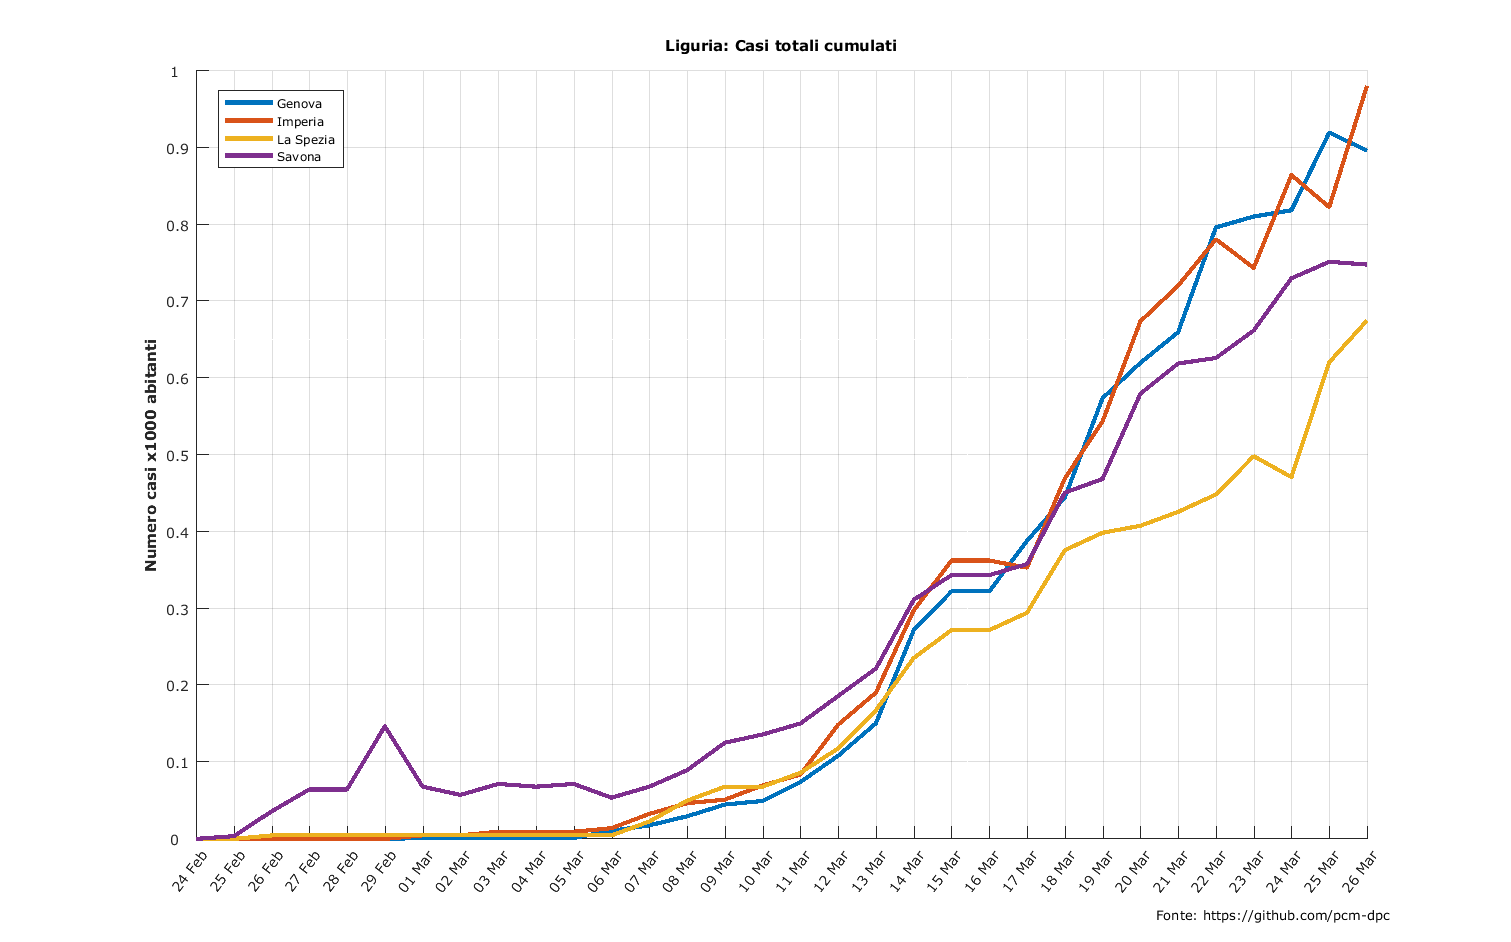 Liguria: Casi totali cumulati
Numero casi x1000 abitanti
1
0.9
0.8
0.7
0.6
0.5
0.4
0.3
0.2
0.1
0
Genova
Imperia
La Spezia
Savona
24 Feb
25 Feb
26 Feb
27 Feb
28 Feb
29 Feb
01 Mar
02 Mar
03 Mar
04 Mar
05 Mar
06 Mar
07 Mar
08 Mar
09 Mar
10 Mar
11 Mar
12 Mar
13 Mar
14 Mar
15 Mar
16 Mar
17 Mar
18 Mar
19 Mar
20 Mar
21 Mar
22 Mar
23 Mar
24 Mar
25 Mar
26 Mar
Fonte: https://github.com/pcm-dpc